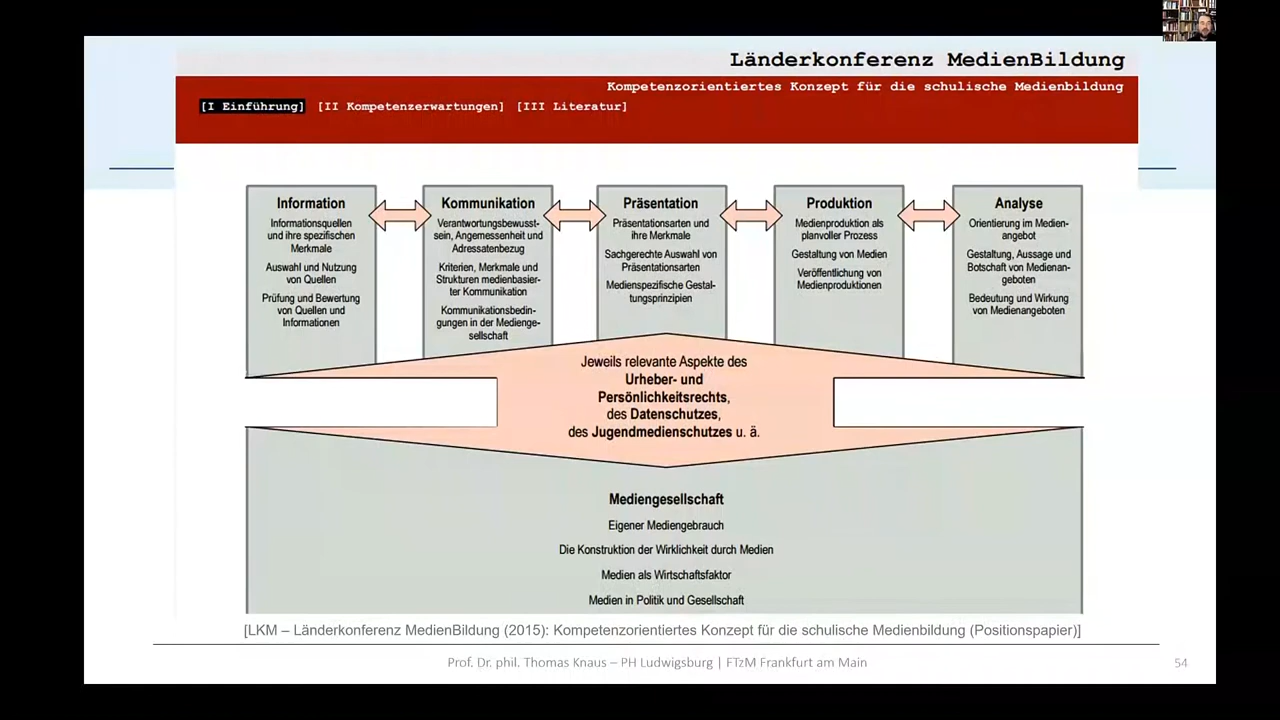 Länderkonferenz MedienBildung
Kompetenzorientiertes Konzept für die schulische Medienbildung
[I Einführung] [II Kompetenzerwartungen] [III Literatur]
Information
Informationsquellen
und ihre spezifischen
Merkmale
Auswahl und Nutzung
von Quellen
Prüfung und Bewertung
von Quellen und
Informationen
Kommunikation
Verantwortungsbewusst-
sein, Angemessenheit und
Adressatenbezug
Kriterien, Merkmale und
Strukturen medienbasier-
ter Kommunikation
Kommunikationsbedin-
gungen in der Medienge-
sellschaft
Präsentation
Präsentationsarten und
ihre Merkmale
Sachgerechte Auswahl von
Präsentationsarten
Medienspezifische Gestal-
tungsprinzipien
Produktion
Medienproduktion als
planvoller Prozess
Gestaltung von Medien
Veröffentlichung von
Medienproduktionen
Analyse
Orientierung im Medien-
angebot
Gestaltung, Aussage und
Botschaft von Medienan-
geboten
Bedeutung und Wirkung
von Medienangeboten
Jeweils relevante Aspekte des
Urheber- und
Persönlichkeitsrechts,
des Datenschutzes,
des Jugendmedienschutzes u. ä.
Mediengesellschaft
Eigener Mediengebrauch
Die Konstruktion der Wirklichkeit durch Medien
Medien als Wirtschaftsfaktor
Medien in Politik und Gesellschaft
[LKM – Länderkonferenz MedienBildung (2015): Kompetenzorientiertes Konzept für die schulische Medienbildung (Positionspapier)]
Prof. Dr. phil. Thomas Knaus – PH Ludwigsburg | FTzM Frankfurt am Main
54